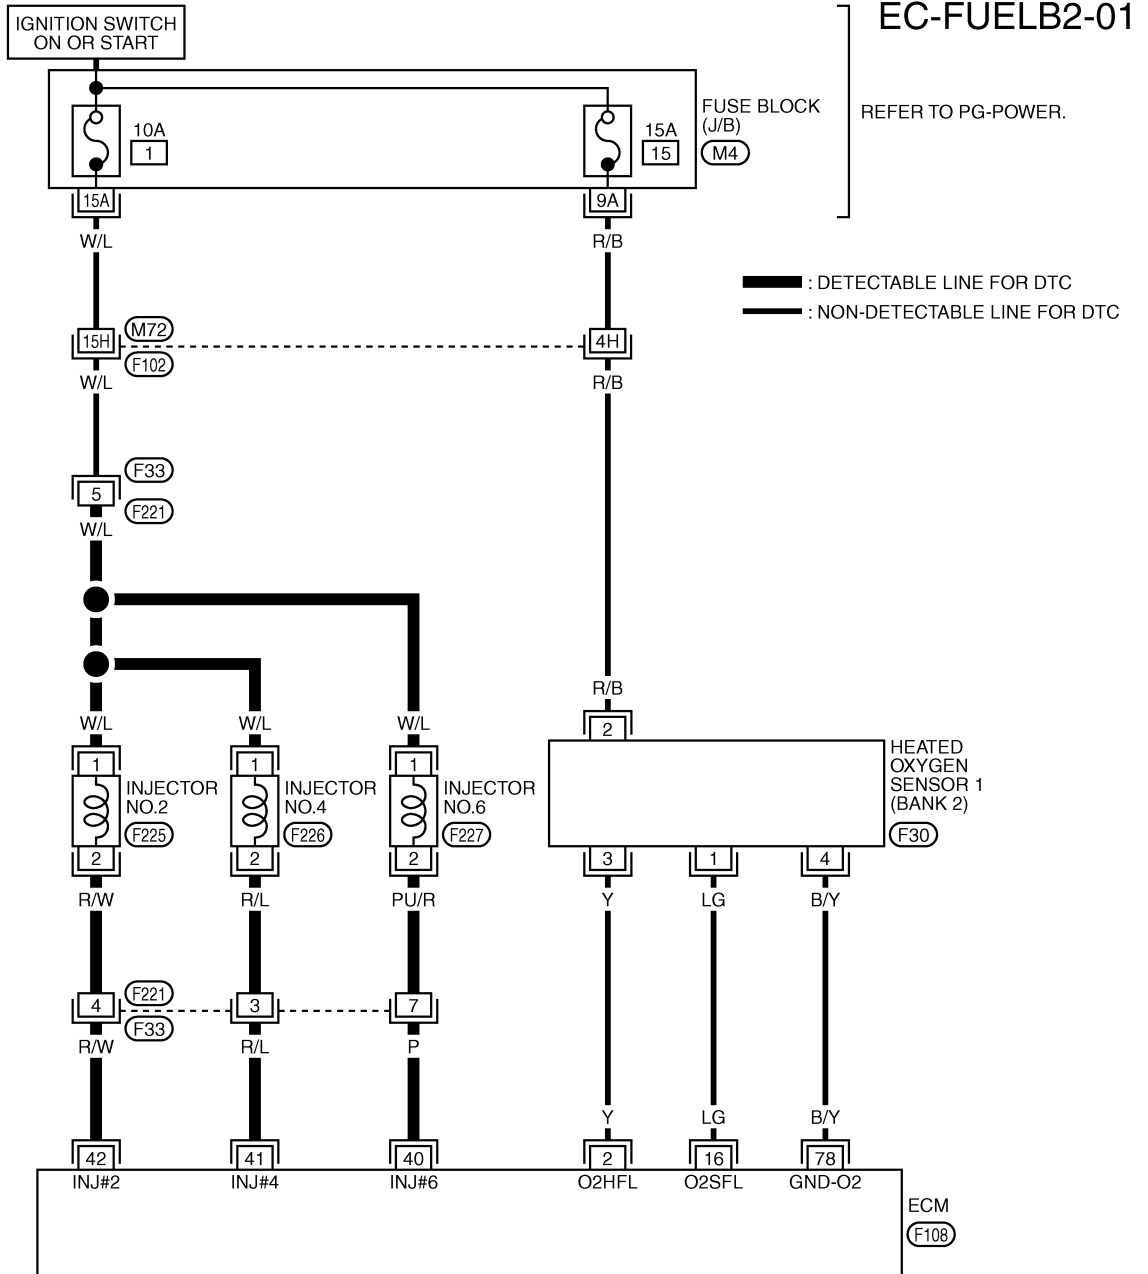 EC-FUELB2-01
IGNITION SWITCH
ON OR START
10A
1
15A
15
FUSE BLOCK
(J/B)
M4
REFER TO PG-POWER.
15A
9A
W/L
R/B
: DETECTABLE LINE FOR DTC
: NON-DETECTABLE LINE FOR DTC
15H
M72
F102
4H
W/L
R/B
5
F33
F221
W/L
R/B
W/L
W/L
W/L
2
1
1
1
INJECTOR
NO.2
F225
INJECTOR
NO.4
F226
INJECTOR
NO.6
F227
HEATED
OXYGEN
SENSOR 1
(BANK 2)
F30
2
2
2
3
1
4
R/W
R/L
PU/R
Y
LG
B/Y
4
F221
F33
3
7
R/W
R/L
P
Y
LG
B/Y
42
41
40
2
16
78
INJ#2
INJ#4
INJ#6
O2HFL
O2SFL
GND-O2
ECM
F108